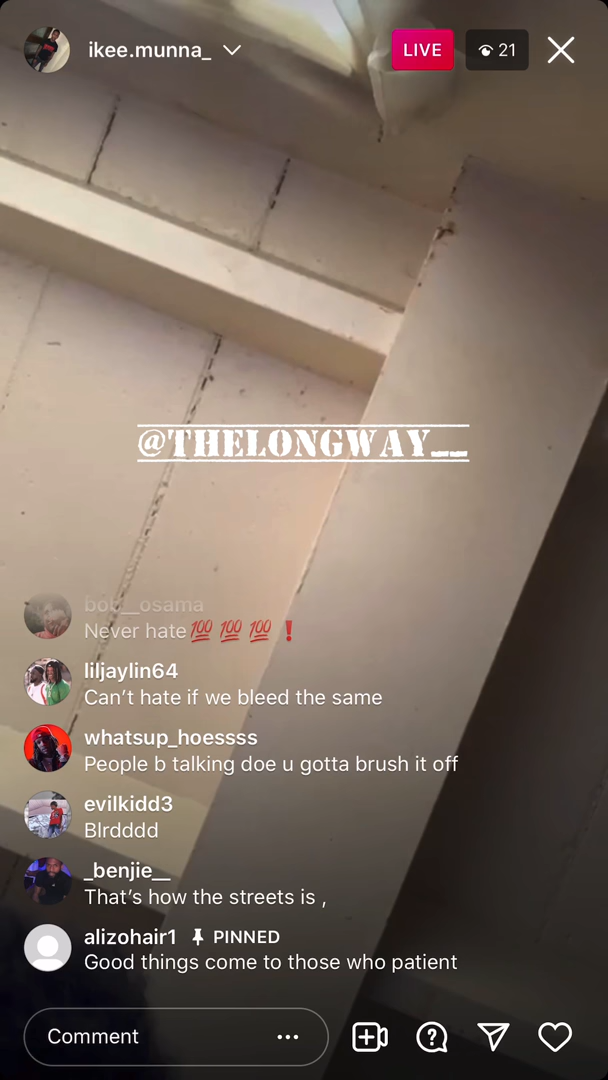 ikee.munna_
LIVE
21
@THELONGWAY__
bob__osama
Never hate💯 💯 💯 ❗
liljaylin64
Can’t hate if we bleed the same
whatsup_hoessss
People b talking doe u gotta brush it off
evilkidd3
Blrdddd
_benjie__
That’s how the streets is ,
alizohair1 PINNED
Good things come to those who patient
Comment